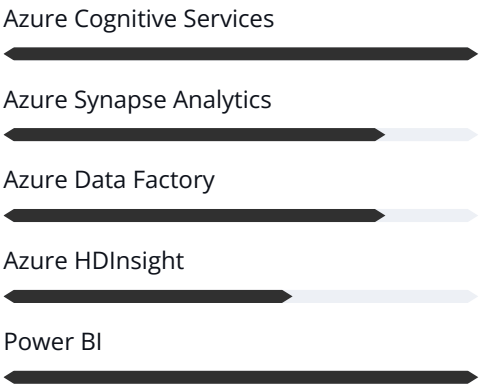 Azure Cognitive Services
Azure Synapse Analytics
Azure Data Factory
Azure HDInsight
Power BI